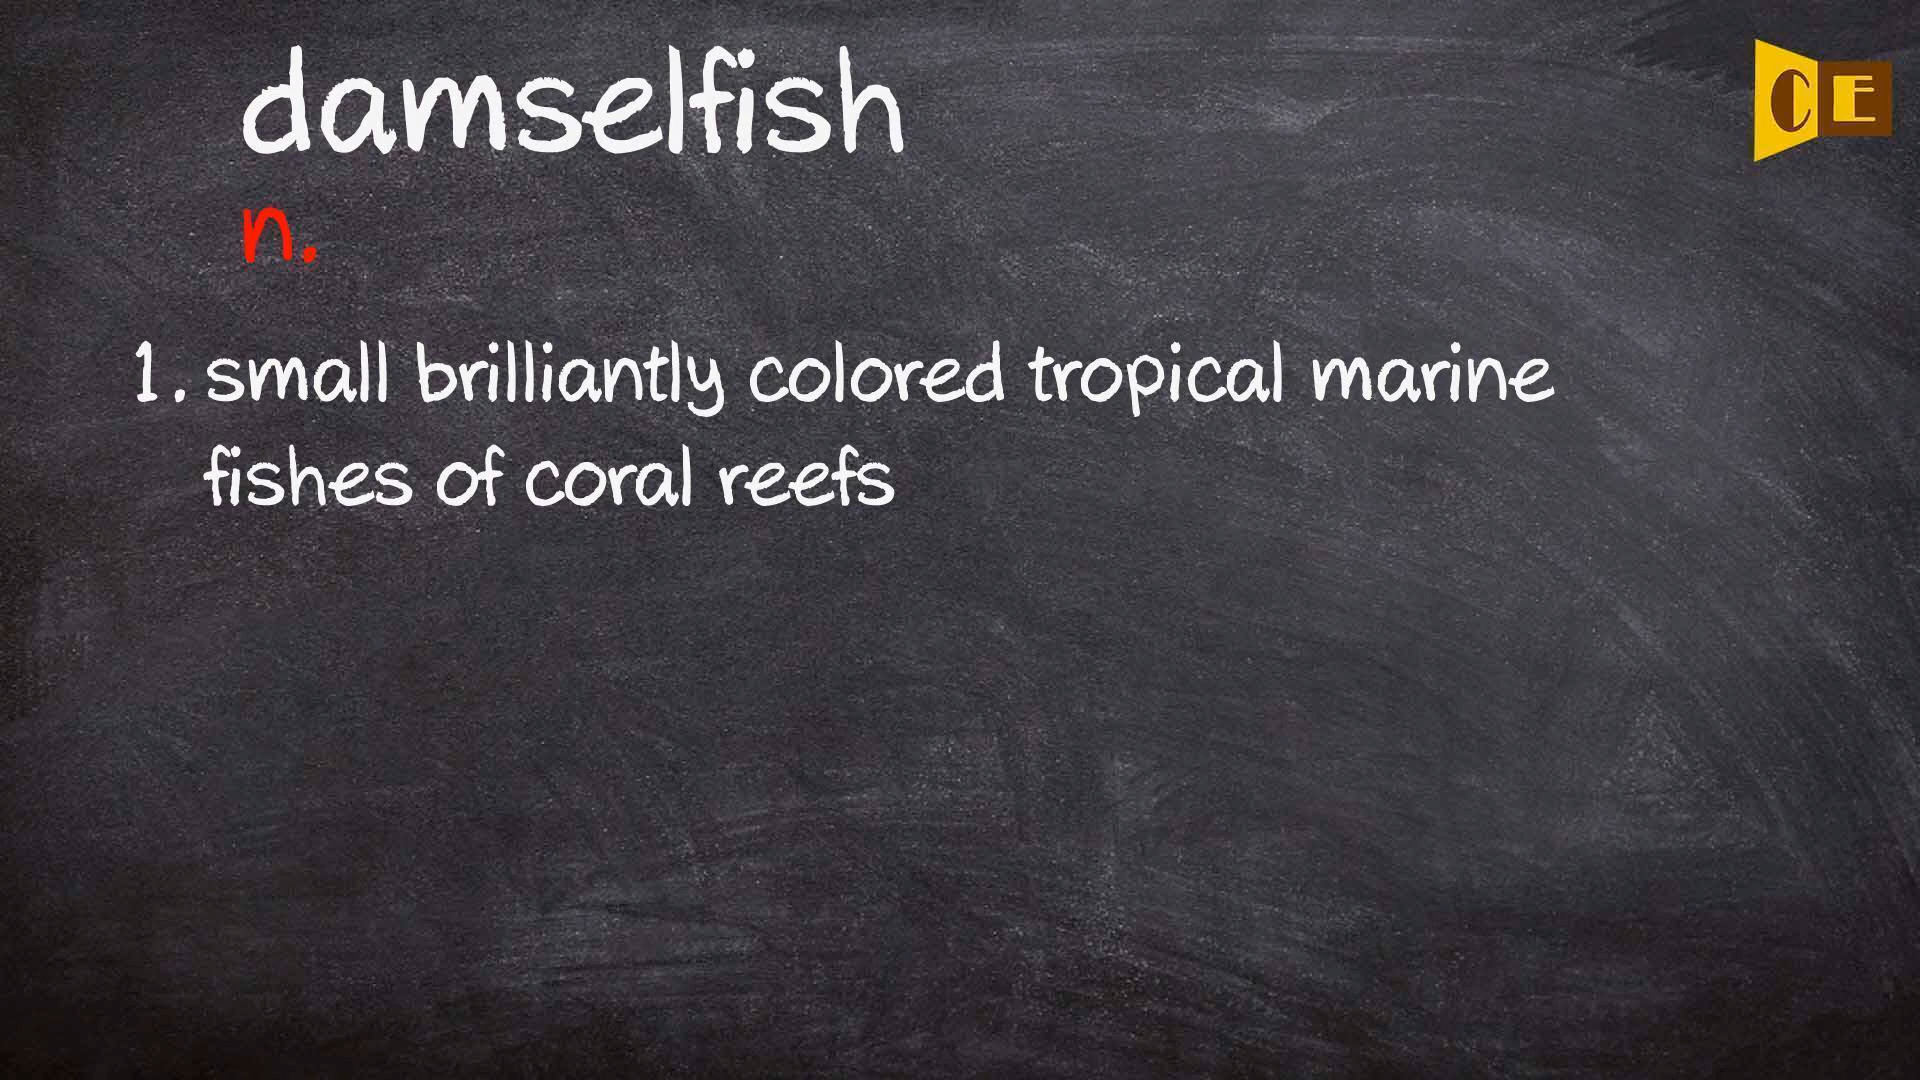 damselfish
CE
n.
1. small brilliantly colored tropical marine
fishes of coral reefs